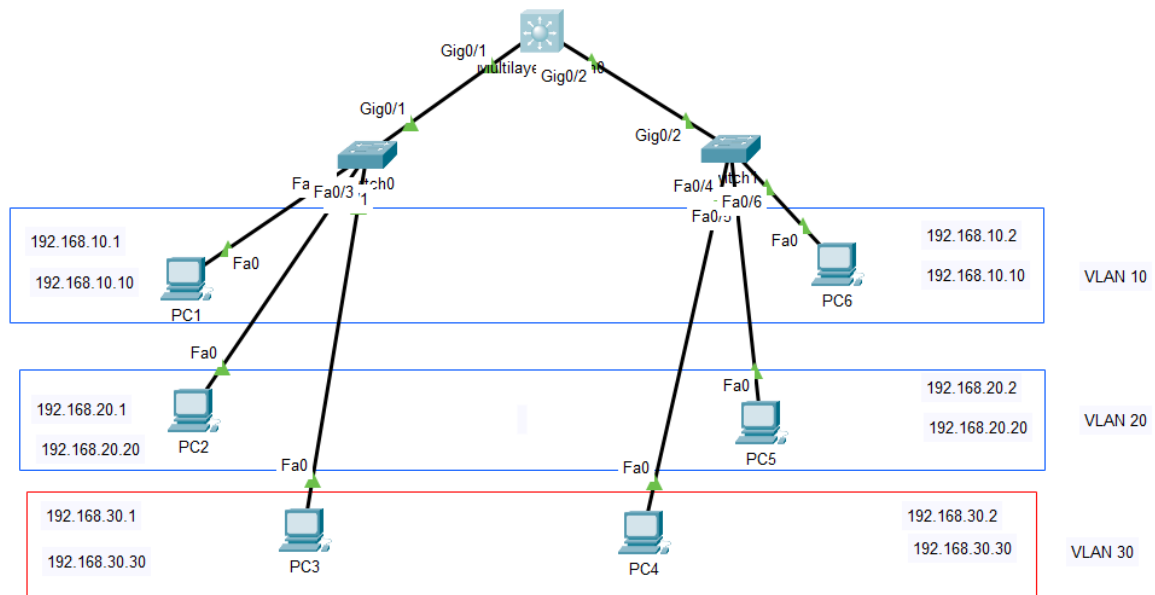 Gig0/1
Gig0/2
Gig0/1
Gig0/2
Fa0/3
Fa0/4
Fa0/6
192.168.10.1
192.168.10.10
Fa0
PC1
Fa0
PC6
192.168.10.2
192.168.10.10
VLAN 10
192.168.20.1
192.168.20.20
Fa0
PC2
Fa0
PC5
192.168.20.2
192.168.20.20
VLAN 20
192.168.30.1
192.168.30.30
Fa0
PC3
Fa0
PC4
192.168.30.2
192.168.30.30
VLAN 30